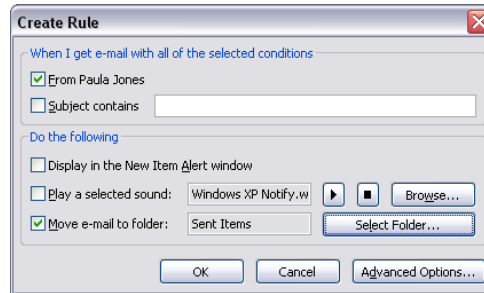 Create Rule
When I get e-mail with all of the selected conditions
From Paula Jones
Subject contains
Do the following
Display in the New Item Alert window
Play a selected sound: Windows XP Notify.w Browse...
Move e-mail to folder: Sent Items Select Folder...
OK Cancel Advanced Options...